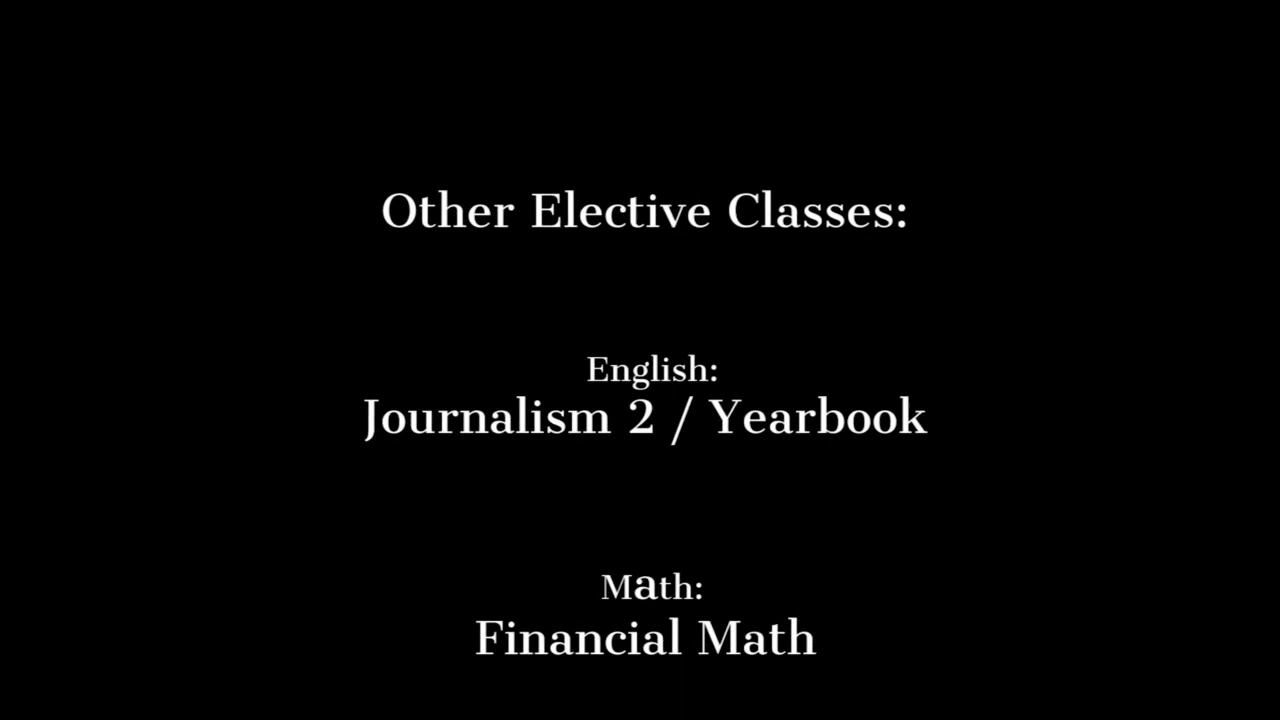 Other Elective Classes:
English:
Journalism 2 / Yearbook
Math:
Financial Math